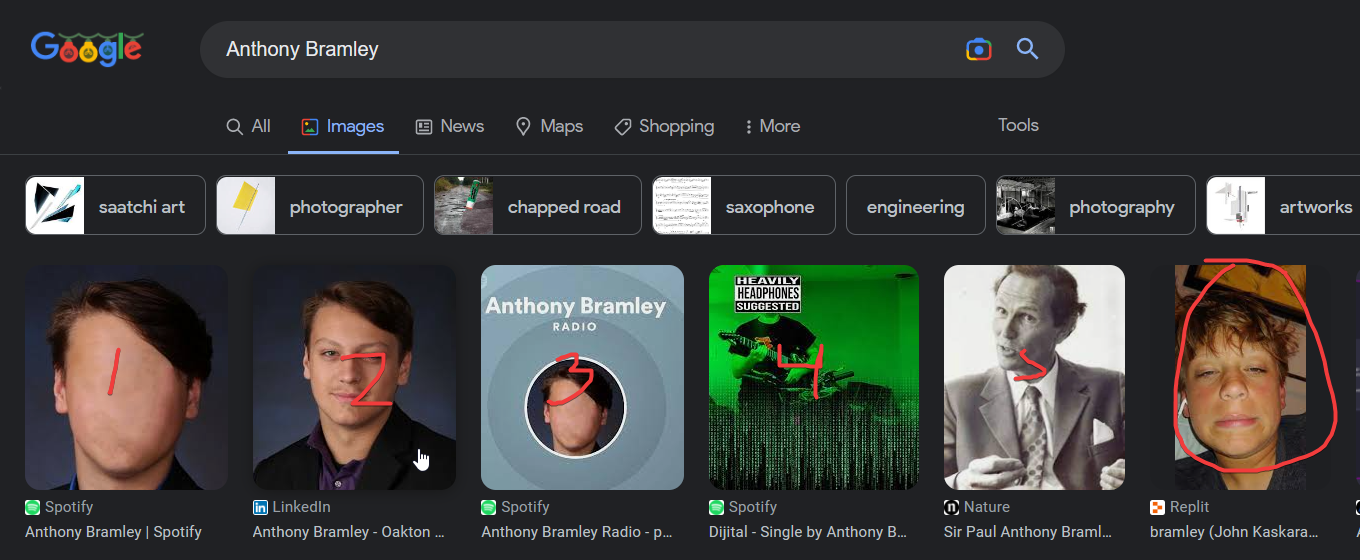 Google
Anthony Bramley
All
Images
News
Maps
Shopping
More
Tools
saatchi art
photographer
chapped road
saxophone
engineering
photography
artworks
1
2
Anthony Bramley
RADIO
3
HEAVILY
HEADPHONES
SUGGESTED
4
5
Spotify
Anthony Bramley | Spotify
LinkedIn
Anthony Bramley - Oakton ...
Spotify
Anthony Bramley Radio - p...
Spotify
Dijital - Single by Anthony B...
n
Nature
Sir Paul Anthony Braml...
Replit
bramley (John Kaskara...